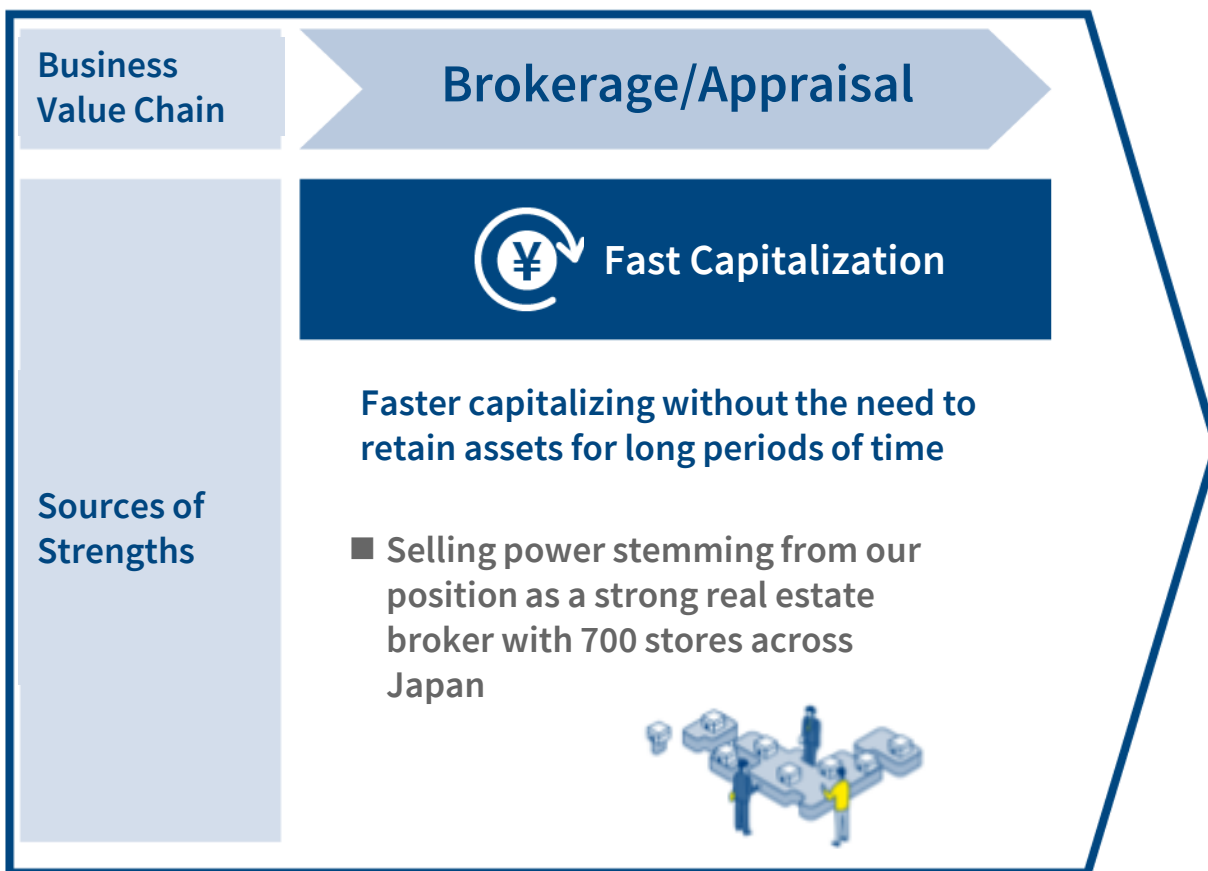 Business
Value Chain
Brokerage/Appraisal
¥
Fast Capitalization
Faster capitalizing without the need to
retain assets for long periods of time
Sources of
Strengths
■ Selling power stemming from our
position as a strong real estate
broker with 700 stores across
Japan